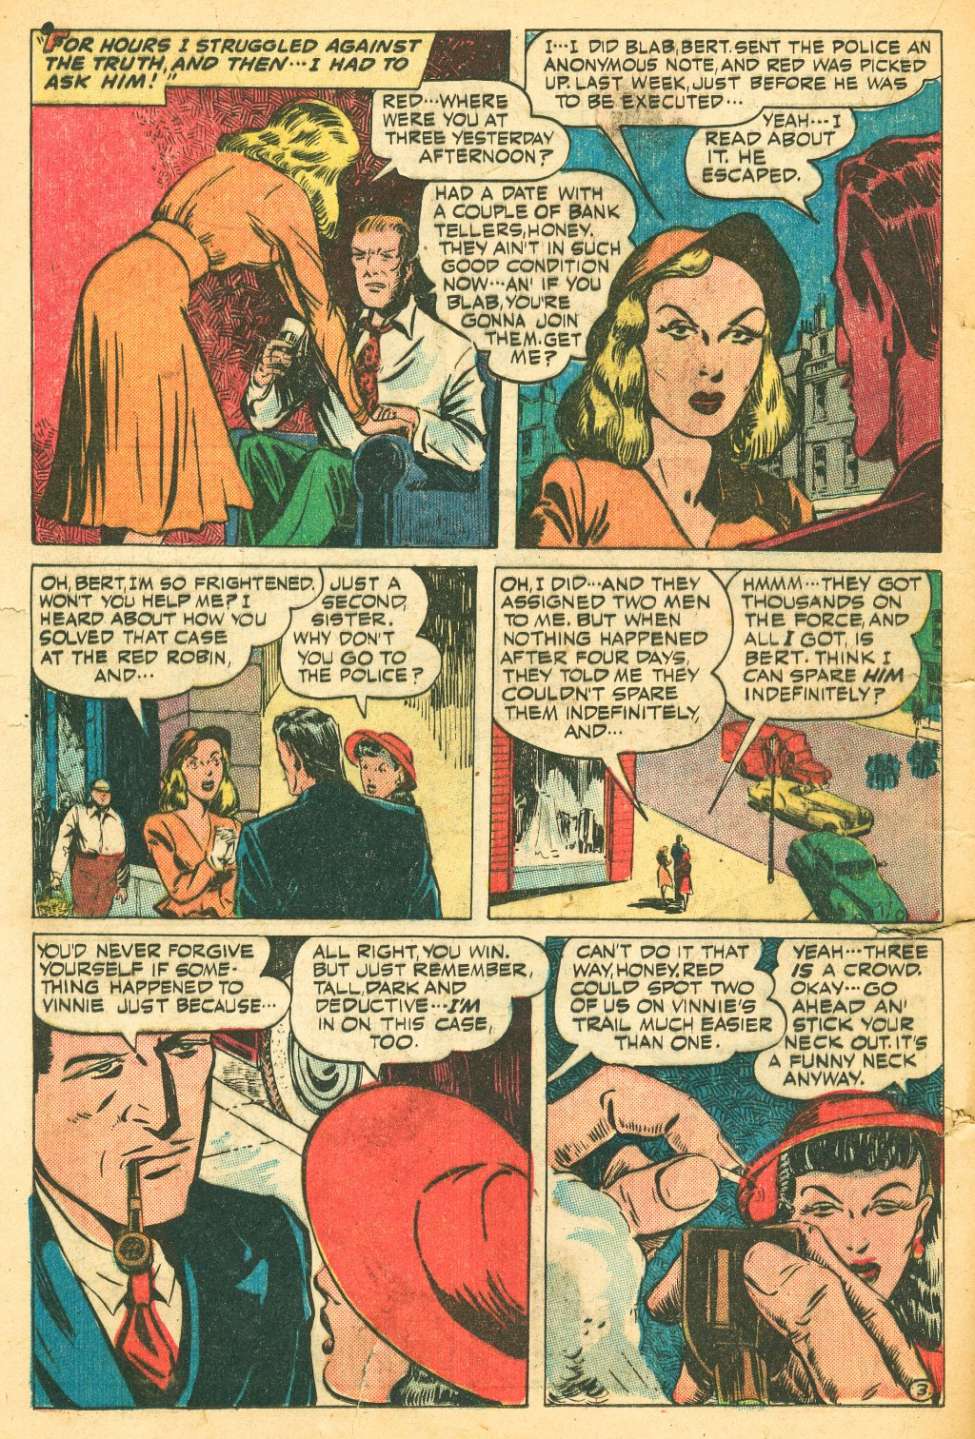 "FOR HOURS I STRUGGLED AGAINST
THE TRUTH, AND THEN... I HAD TO
ASK HIM!"
RED...WHERE
WERE YOU AT
THREE YESTERDAY
AFTERNOON?
HAD A DATE WITH
A COUPLE OF BANK
TELLERS, HONEY.
THEY AIN'T IN SUCH
GOOD CONDITION
NOW...AN' IF YOU
BLAB, YOU'RE
GONNA JOIN
THEM. GET
ME?
I...I DID BLAB, BERT. SENT THE POLICE AN
ANONYMOUS NOTE, AND RED WAS PICKED
UP. LAST WEEK, JUST BEFORE HE WAS
TO BE EXECUTED...
YEAH...I
READ ABOUT
IT. HE
ESCAPED.
OH, BERT, I'M SO FRIGHTENED.
WON'T YOU HELP ME? I
HEARD ABOUT HOW YOU
SOLVED THAT CASE
AT THE RED ROBIN,
AND...
JUST A
SECOND,
SISTER.
WHY DON'T
YOU GO TO
THE POLICE?
OH, I DID...AND THEY
ASSIGNED TWO MEN
TO ME. BUT WHEN
NOTHING HAPPENED
AFTER FOUR DAYS,
THEY TOLD ME THEY
COULDN'T SPARE
THEM INDEFINITELY,
AND...
HMMM...THEY GOT
THOUSANDS ON
THE FORCE, AND
ALL I GOT, IS
BERT. THINK I
CAN SPARE HIM
INDEFINITELY?
YOU'D NEVER FORGIVE
YOURSELF IF SOME-
THING HAPPENED TO
VINNIE JUST BECAUSE...
ALL RIGHT, YOU WIN.
BUT JUST REMEMBER,
TALL, DARK AND
DEDUCTIVE...I'M
IN ON THIS CASE,
TOO.
CAN'T DO IT THAT
WAY, HONEY. RED
COULD SPOT TWO
OF US ON VINNIE'S
TRAIL MUCH EASIER
THAN ONE.
YEAH...THREE
IS A CROWD.
OKAY...GO
AHEAD AN'
STICK YOUR
NECK OUT. IT'S
A FUNNY NECK
ANYWAY.
3